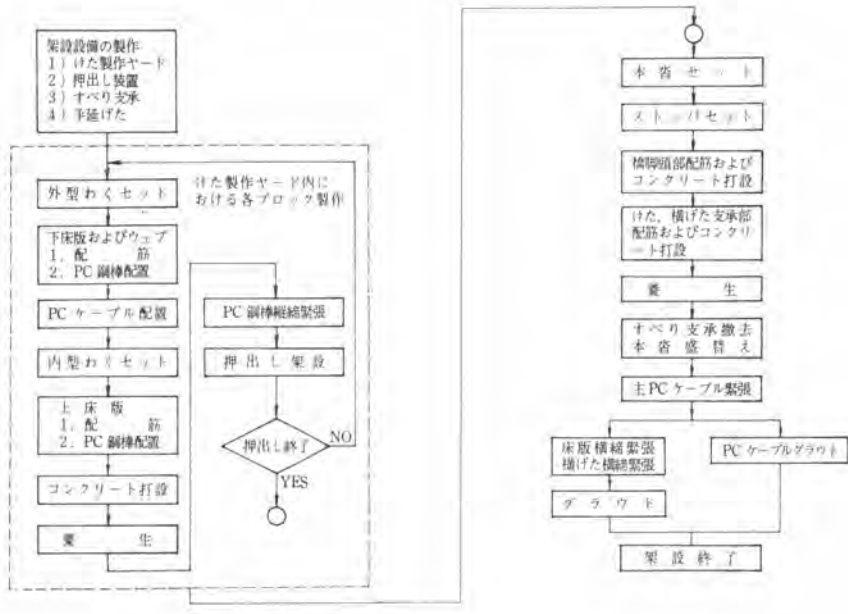 架設設備の製作
1) けた製作ヤード
2) 押出し装置
3) すべり支承
4) 手延げた
けた製作ヤード内に
おける各ブロック製作
外型わくセット
下床版およびウェブ
1. 配筋
2. PC鋼棒配置
PCケーブル配置
内型わくセット
上床版
1. 配筋
2. PC鋼棒配置
コンクリート打設
養生
PC鋼棒縦締緊張
押出し架設
押出し終了
NO
YES
本沓セット
ストッパセット
橋脚頭部配筋および
コンクリート打設
けた,横げた支承部
配筋およびコンクリ
ート打設
養生
すべり支承撤去
本沓盛替え
主PCケーブル緊張
床版横締緊張
横げた横締緊張
グラウト
PCケーブルグラウト
架設終了